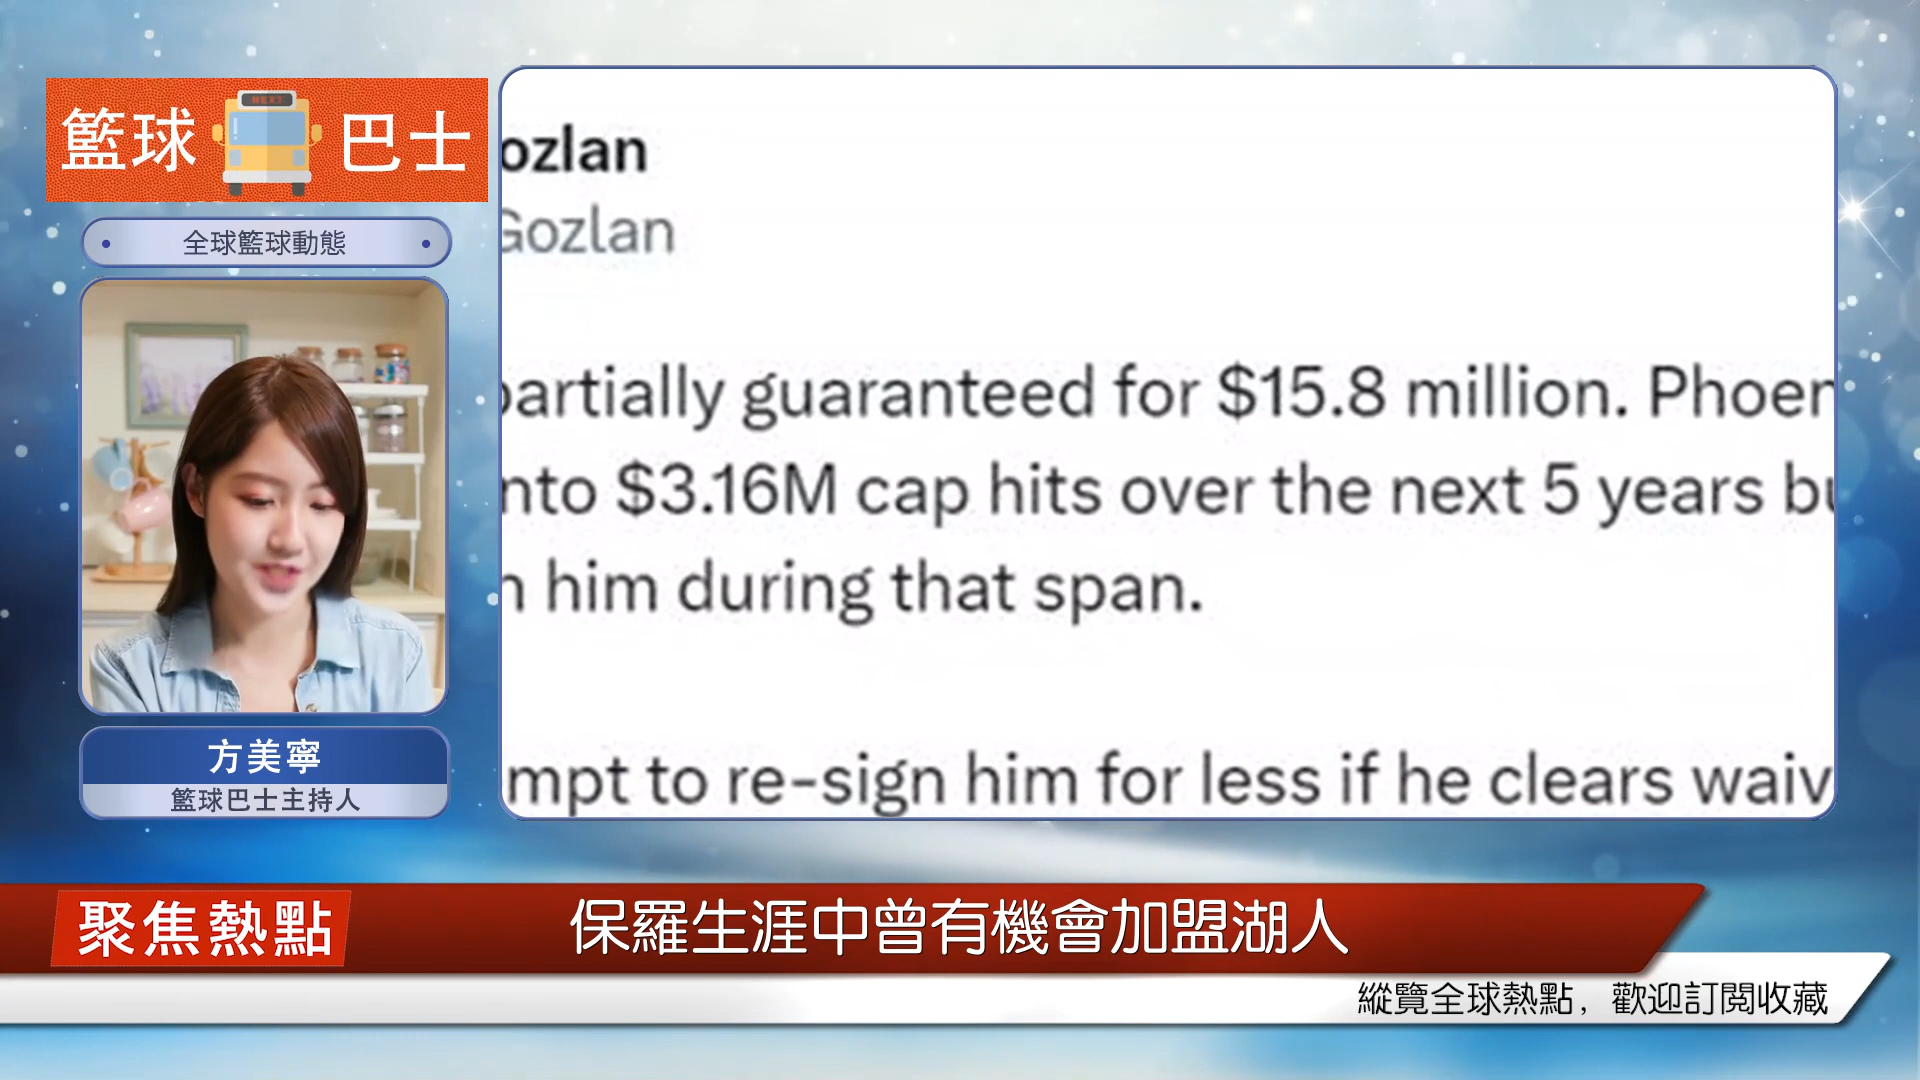 籃球 巴士
全球籃球動態
方美寧
籃球巴士主持人
ozlan
Gozlan
partially guaranteed for $15.8 million. Phoen
nto $3.16M cap hits over the next 5 years bu
n him during that span.
mpt to re-sign him for less if he clears waiv
聚焦熱點
保羅生涯中曾有機會加盟湖人
縱覽全球熱點，歡迎訂閱收藏